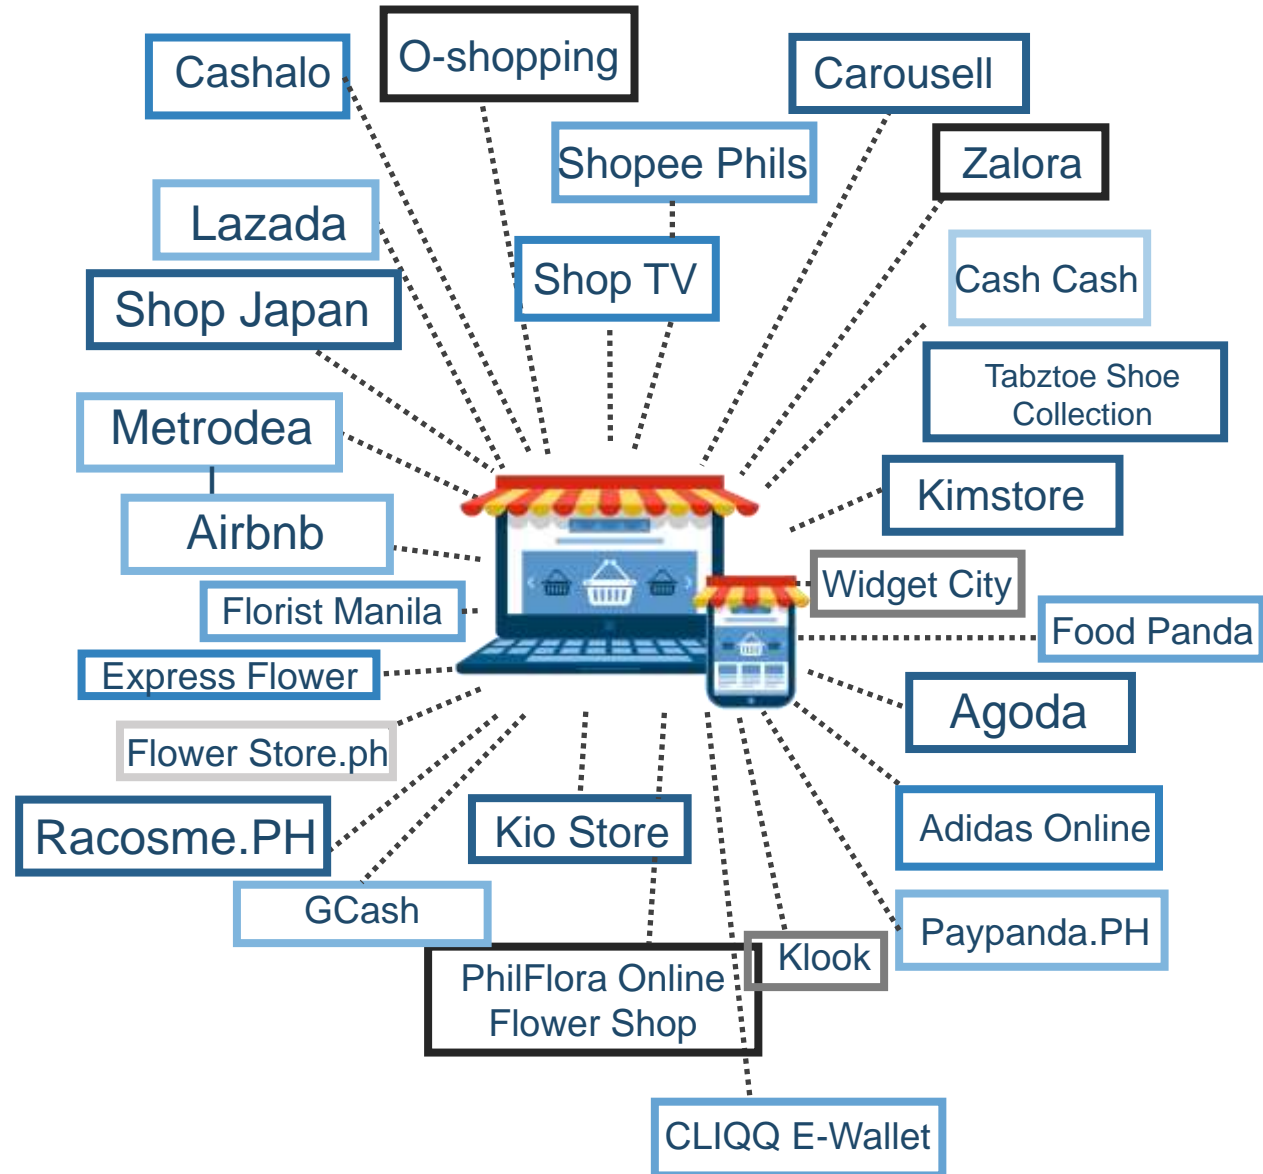 O-shopping
Cashalo
Carousell
Shopee Phils
Zalora
Lazada
Shop TV
Cash Cash
Shop Japan
Tabztoe Shoe
Collection
Metrodea
Kimstore
Airbnb
Widget City
Florist Manila
Food Panda
Express Flower
Agoda
Flower Store.ph
Racosme.PH
Kio Store
Adidas Online
GCash
Paypanda.PH
Klook
PhilFlora Online
Flower Shop
CLIQQ E-Wallet